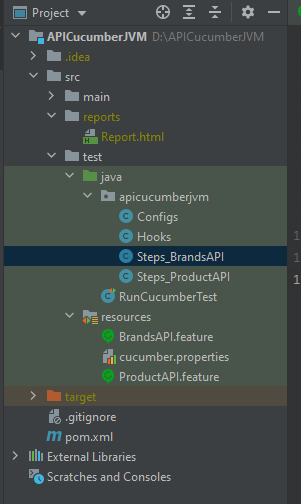 Project
APICucumberJVM D:\APICucumberJVM
.idea
src
main
reports
Report.html
test
java
apicucumberjvm
Configs
Hooks
Steps_BrandsAPI
Steps_ProductAPI
RunCucumberTest
resources
BrandsAPI.feature
cucumber.properties
ProductAPI.feature
target
.gitignore
pom.xml
External Libraries
Scratches and Consoles